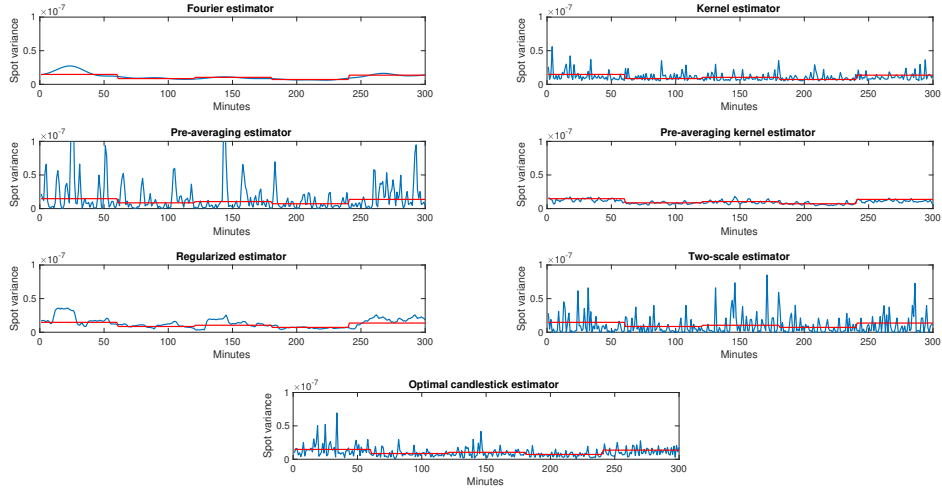 Fourier estimator
×10^-7
1
0.5
0
Spot variance
0 50 100 150 200 250 300
Minutes
Kernel estimator
×10^-7
1
0.5
0
Spot variance
0 50 100 150 200 250 300
Minutes
Pre-averaging estimator
×10^-7
1
0.5
0
Spot variance
0 50 100 150 200 250 300
Minutes
Pre-averaging kernel estimator
×10^-7
1
0.5
0
Spot variance
0 50 100 150 200 250 300
Minutes
Regularized estimator
×10^-7
1
0.5
0
Spot variance
0 50 100 150 200 250 300
Minutes
Two-scale estimator
×10^-7
1
0.5
0
Spot variance
0 50 100 150 200 250 300
Minutes
Optimal candlestick estimator
×10^-7
1
0.5
0
Spot variance
0 50 100 150 200 250 300
Minutes